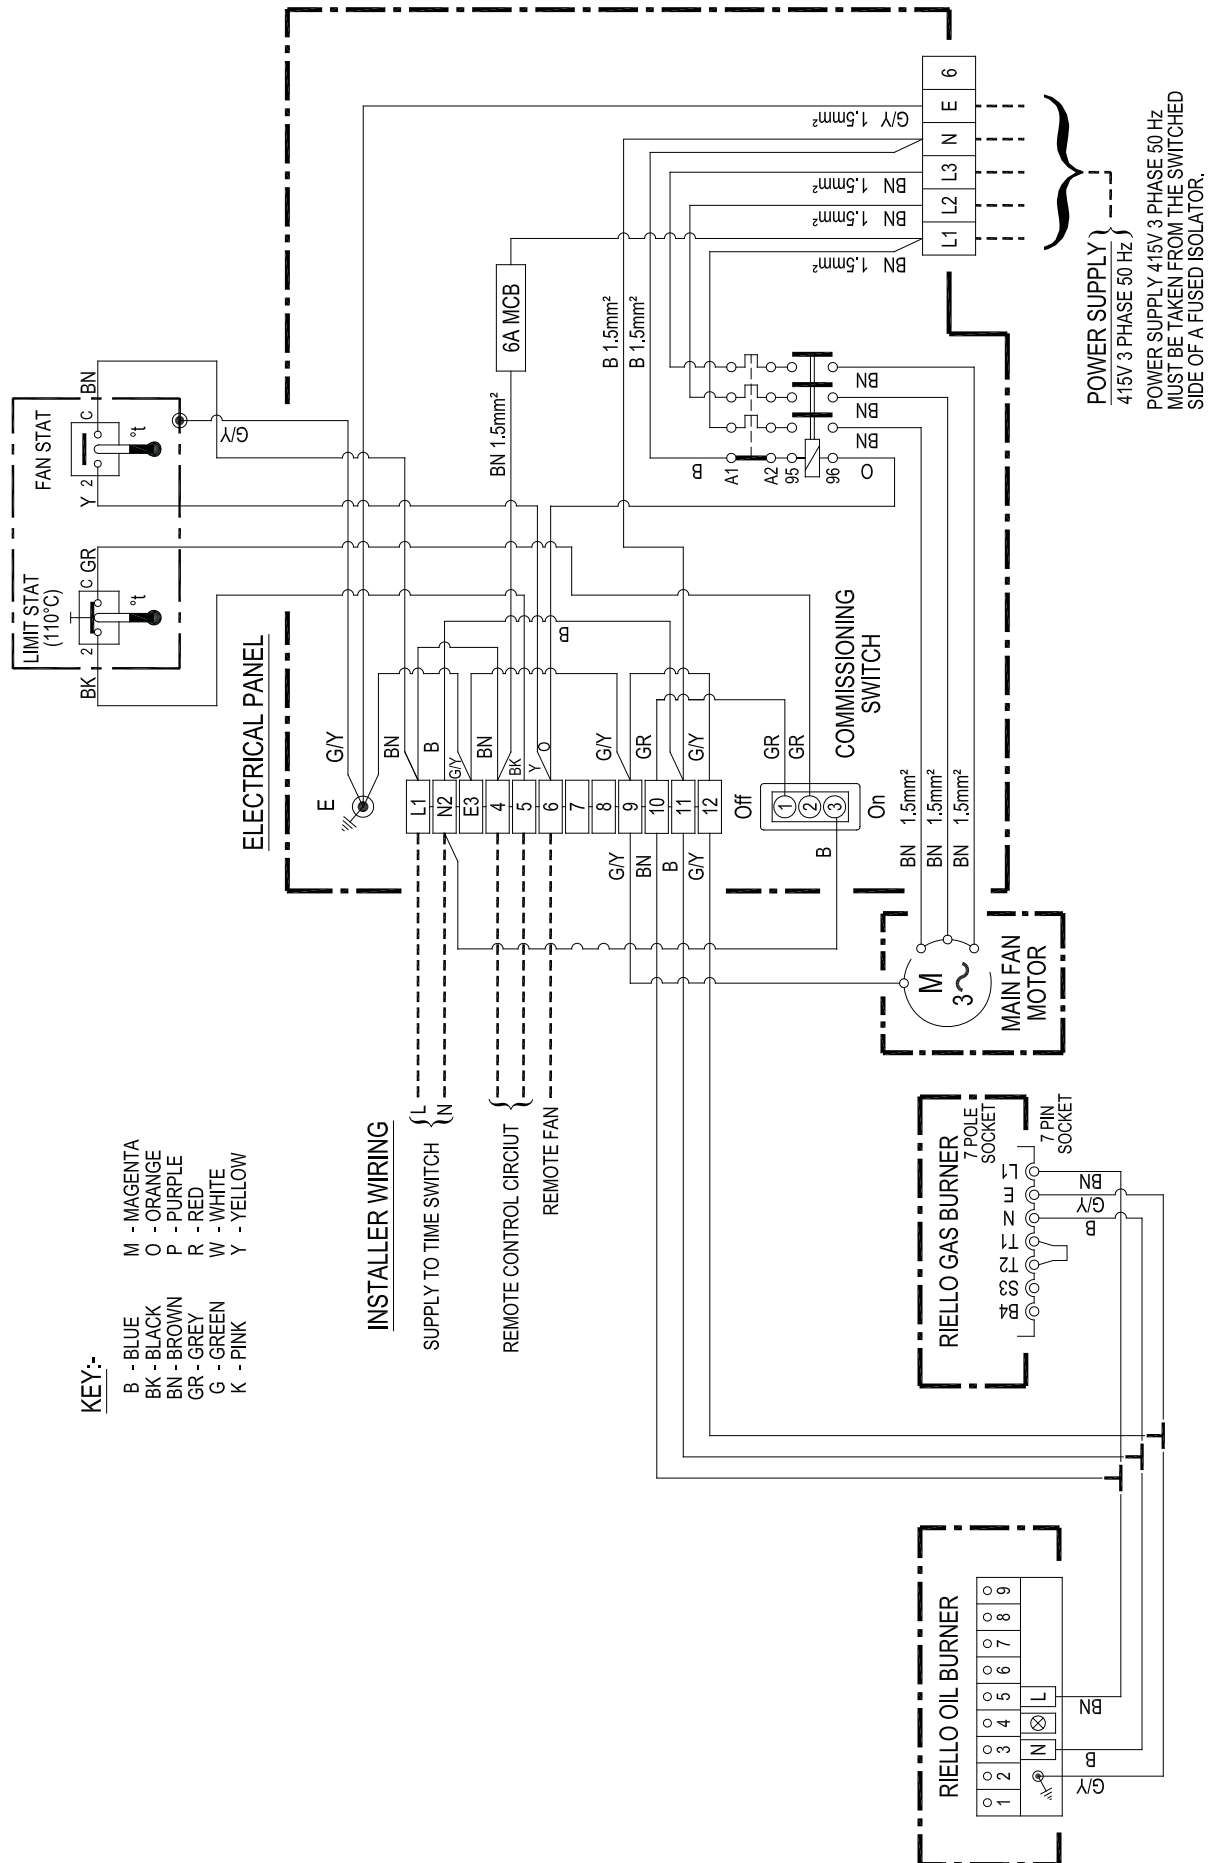 FAN STAT
C
BN
2
Y
°t
G/Y
LIMIT STAT
(110°C)
C
GR
2
BK
°t
ELECTRICAL PANEL
E
G/Y
BN
B
G/Y
BN
BK
Y
O
G/Y
GR
G/Y
B
BN 1.5mm²
6A MCB
L1
N2
E3
4
5
6
7
8
9
10
11
12
G/Y
BN
B
G/Y
Off
1
2
3
On
GR
GR
B
COMMISSIONING
SWITCH
B 1.5mm²
B 1.5mm²
BN 1.5mm²
BN 1.5mm²
BN 1.5mm²
BN 1.5mm²
G/Y 1.5mm²
L1
L2
L3
N
E
6
B
A1
A2
95
96
O
BN
BN
BN
BN 1.5mm²
BN 1.5mm²
BN 1.5mm²
POWER SUPPLY
415V 3 PHASE 50 Hz
POWER SUPPLY 415V 3 PHASE 50 Hz
MUST BE TAKEN FROM THE SWITCHED
SIDE OF A FUSED ISOLATOR.
M
3
MAIN FAN
MOTOR
INSTALLER WIRING
SUPPLY TO TIME SWITCH
L
N
REMOTE CONTROL CIRCIUT
REMOTE FAN
KEY:-
B - BLUE
BK - BLACK
BN - BROWN
GR - GREY
G - GREEN
K - PINK
M - MAGENTA
O - ORANGE
P - PURPLE
R - RED
W - WHITE
Y - YELLOW
RIELLO GAS BURNER
7 POLE
SOCKET
7 PIN
SOCKET
L1
E
N
T1
T2
S3
B4
BN
G/Y
B
RIELLO OIL BURNER
1
2
3
4
5
6
7
8
9
N
L
G/Y
B
BN